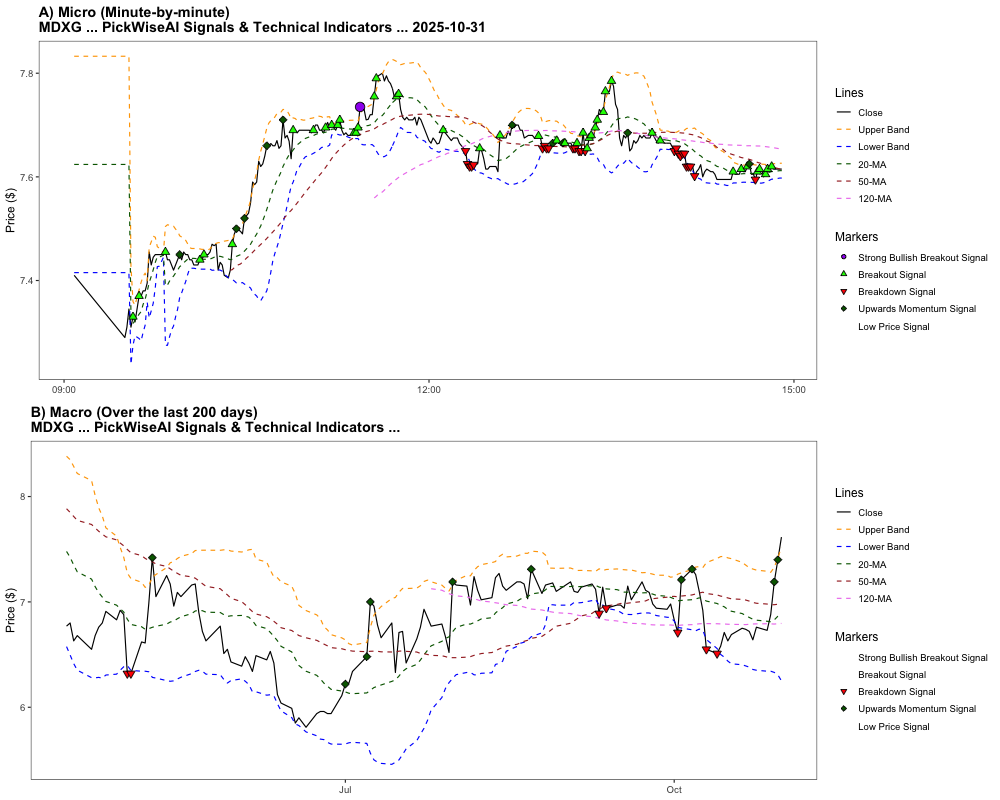 A) Micro (Minute-by-minute)
MDXG ... PickWiseAI Signals & Technical Indicators ... 2025-10-31
Price ($)
7.8
7.6
7.4
09:00
12:00
15:00
Lines
Close
Upper Band
Lower Band
20-MA
50-MA
120-MA
Markers
Strong Bullish Breakout Signal
Breakout Signal
Breakdown Signal
Upwards Momentum Signal
Low Price Signal
B) Macro (Over the last 200 days)
MDXG ... PickWiseAI Signals & Technical Indicators ...
Price ($)
8
7
6
Jul
Oct
Lines
Close
Upper Band
Lower Band
20-MA
50-MA
120-MA
Markers
Strong Bullish Breakout Signal
Breakout Signal
Breakdown Signal
Upwards Momentum Signal
Low Price Signal